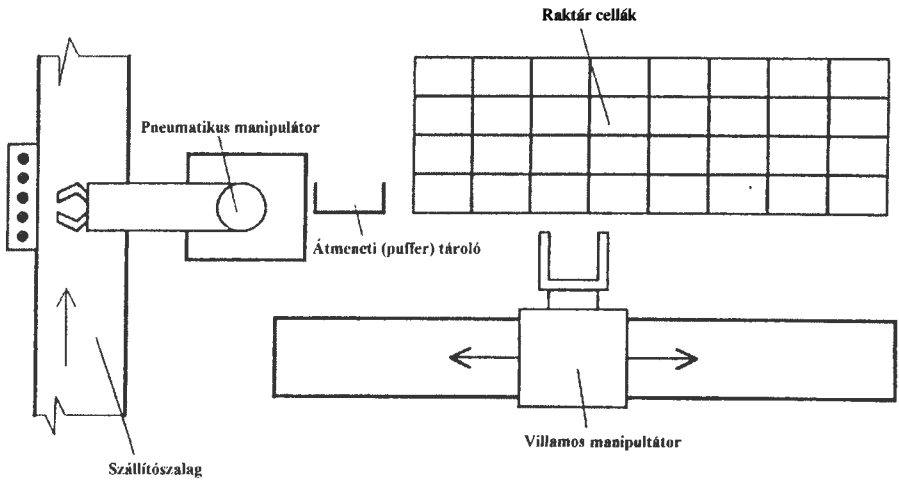 Raktár cellák
Pneumatikus manipulátor
Átmeneti (puffer) tároló
Villamos manipultátor
Szállítószalag